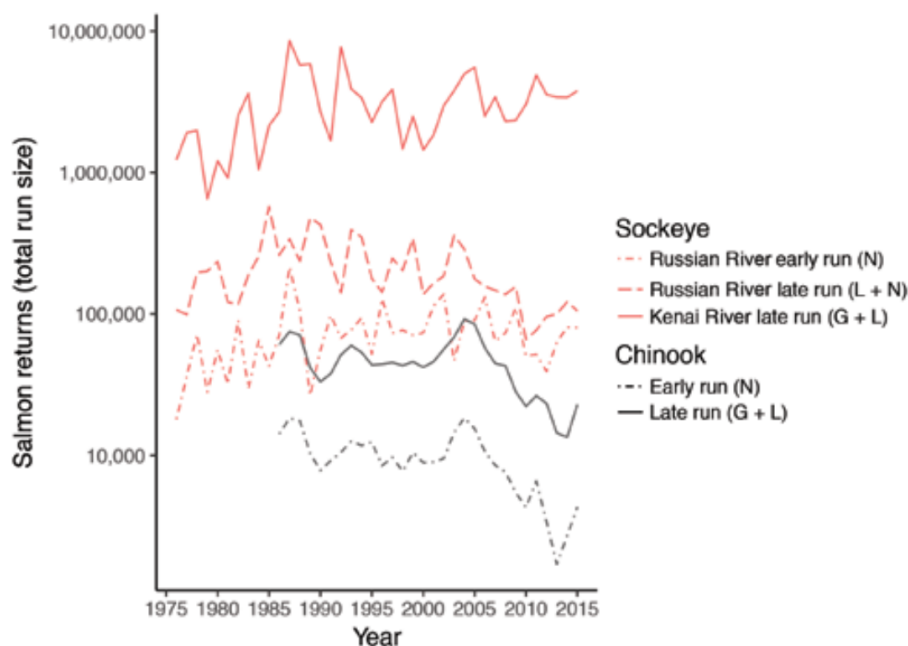 Salmon returns (total run size)
10,000,000
1,000,000
100,000
10,000
1975 1980 1985 1990 1995 2000 2005 2010 2015
Year
Sockeye
Russian River early run (N)
Russian River late run (L + N)
Kenai River late run (G + L)
Chinook
Early run (N)
Late run (G + L)